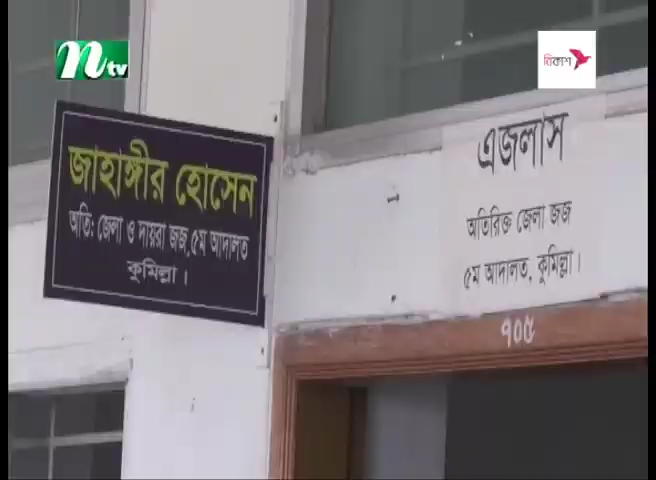 ntv
বিকাশ
জাহাঙ্গীর হোসেন
অতি: জেলা ও দায়রা জজ,৫ম আদালত
কুমিল্লা।
এজলাস
অতিরিক্ত জেলা জজ
৫ম আদালত, কুমিল্লা।
৭০৫